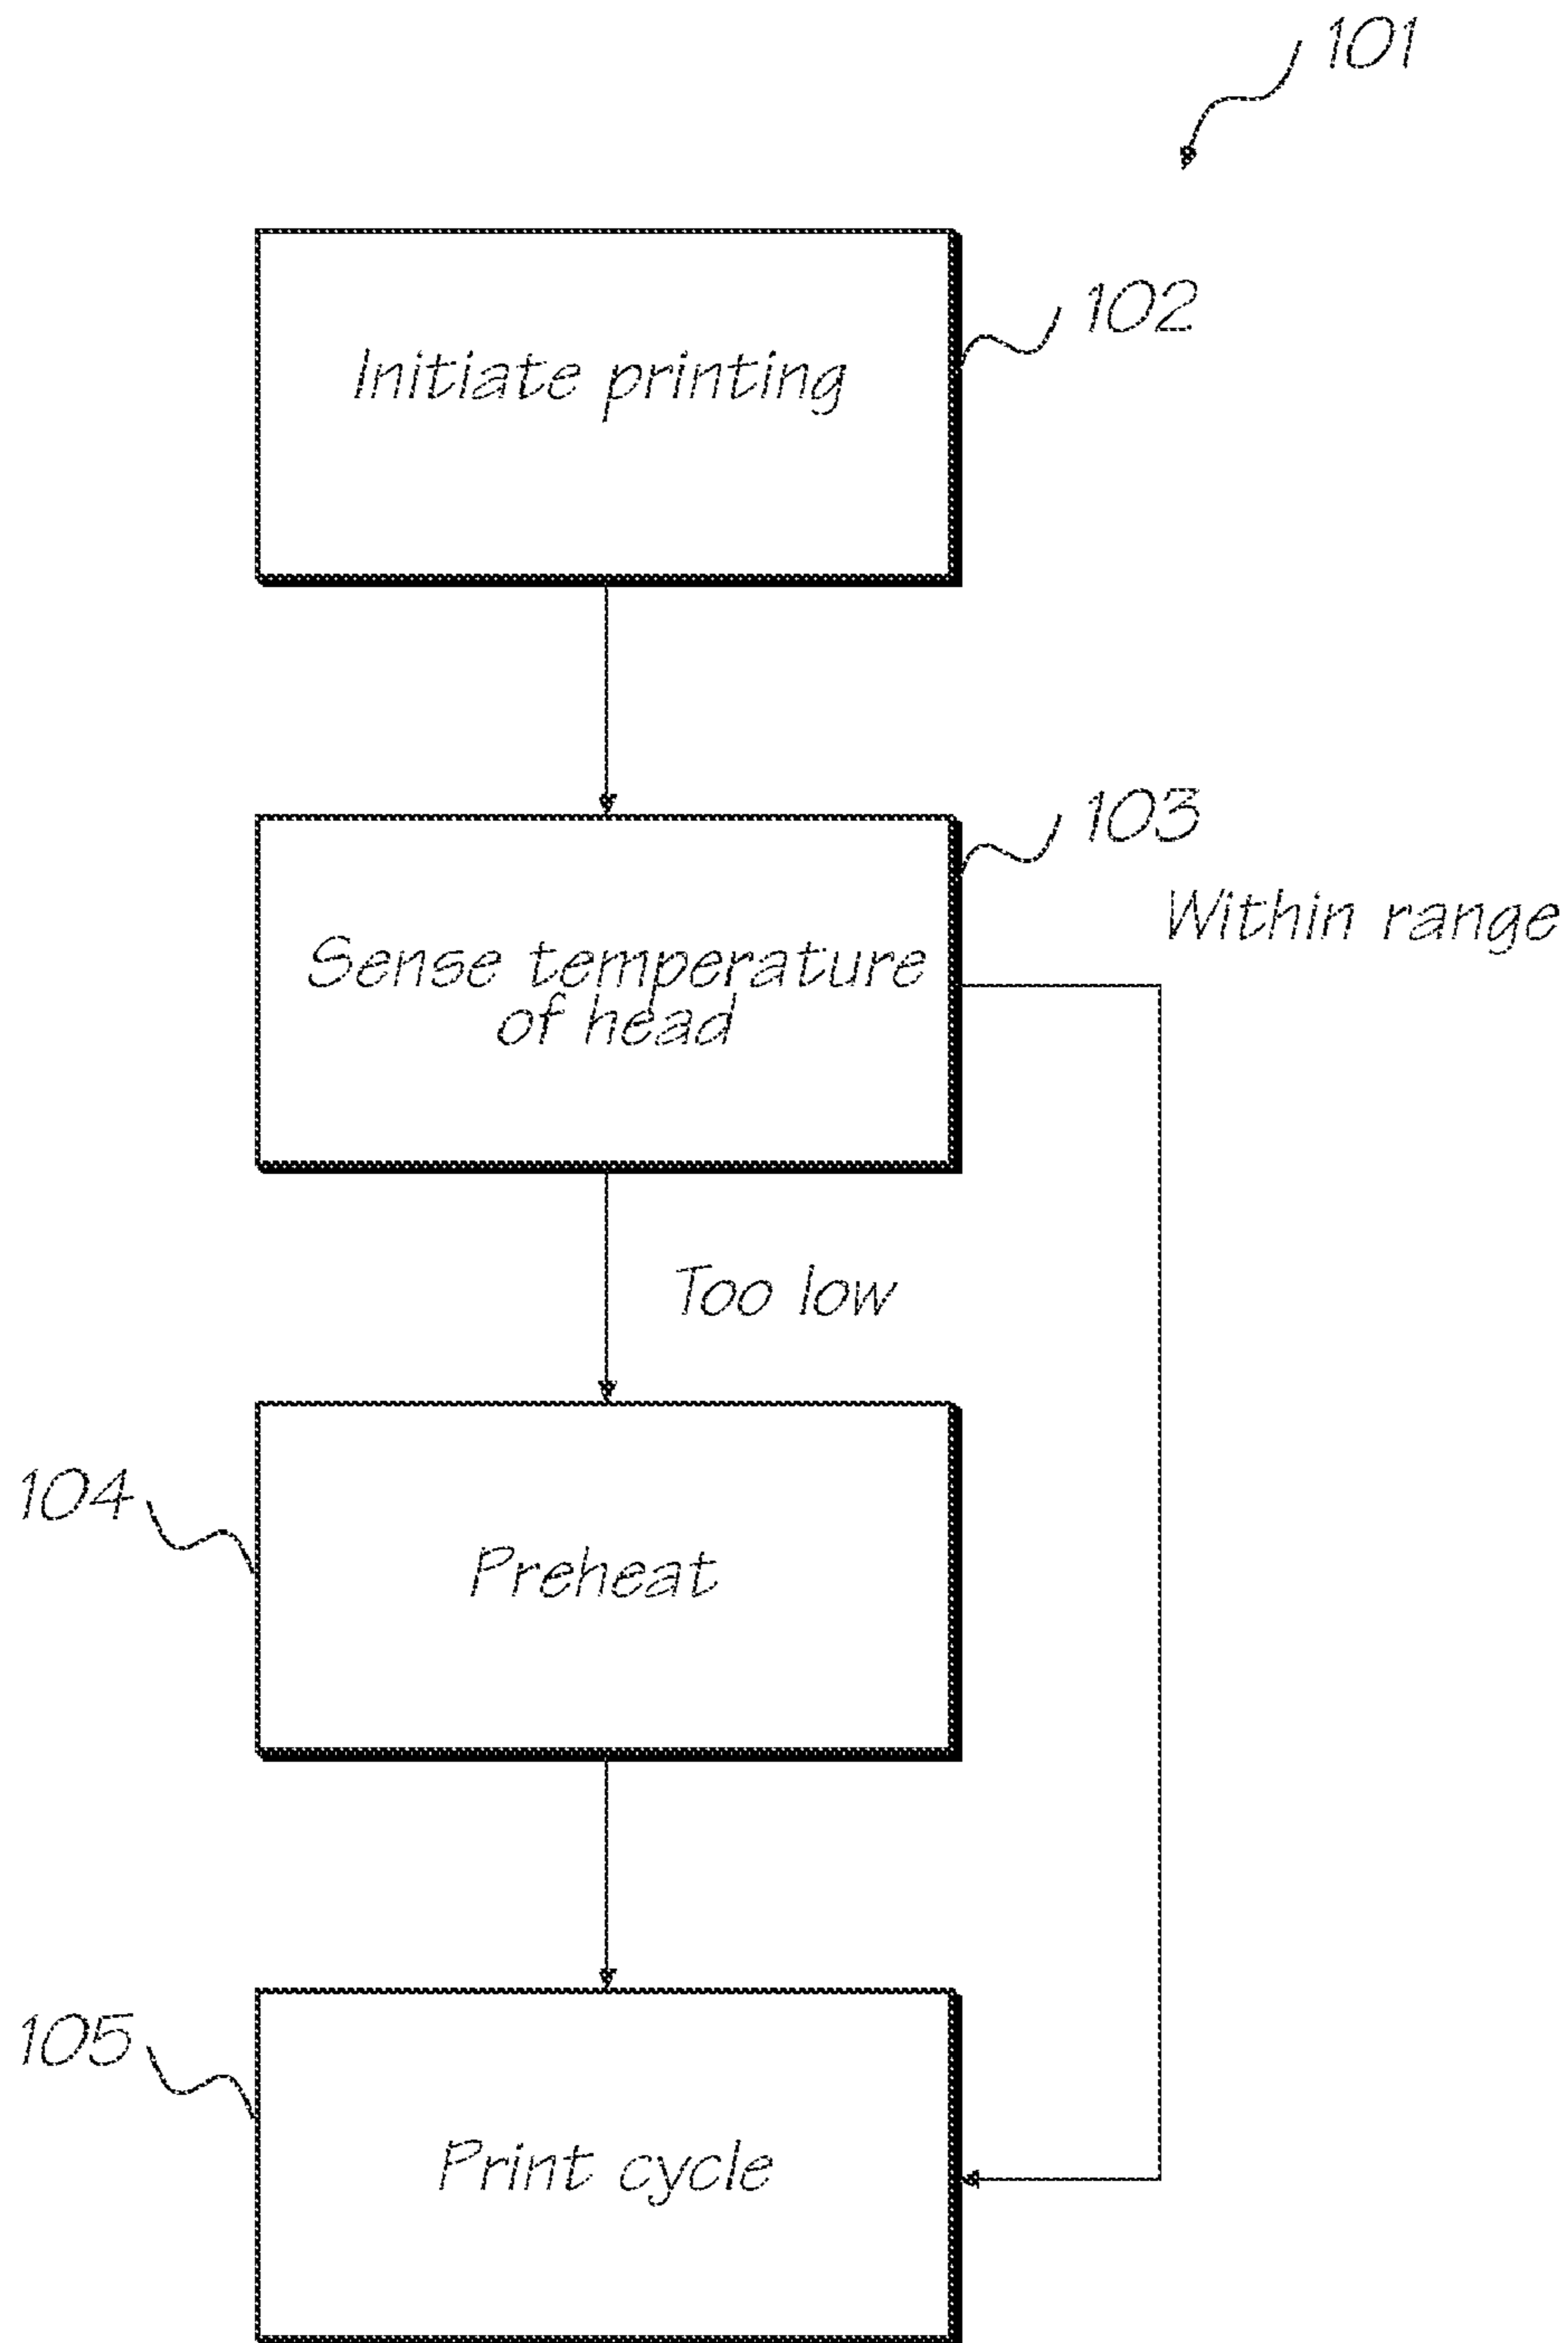 101
Initiate printing
102
103
Within range
Sense temperature
of head
Too low
104
Preheat
105
Print cycle